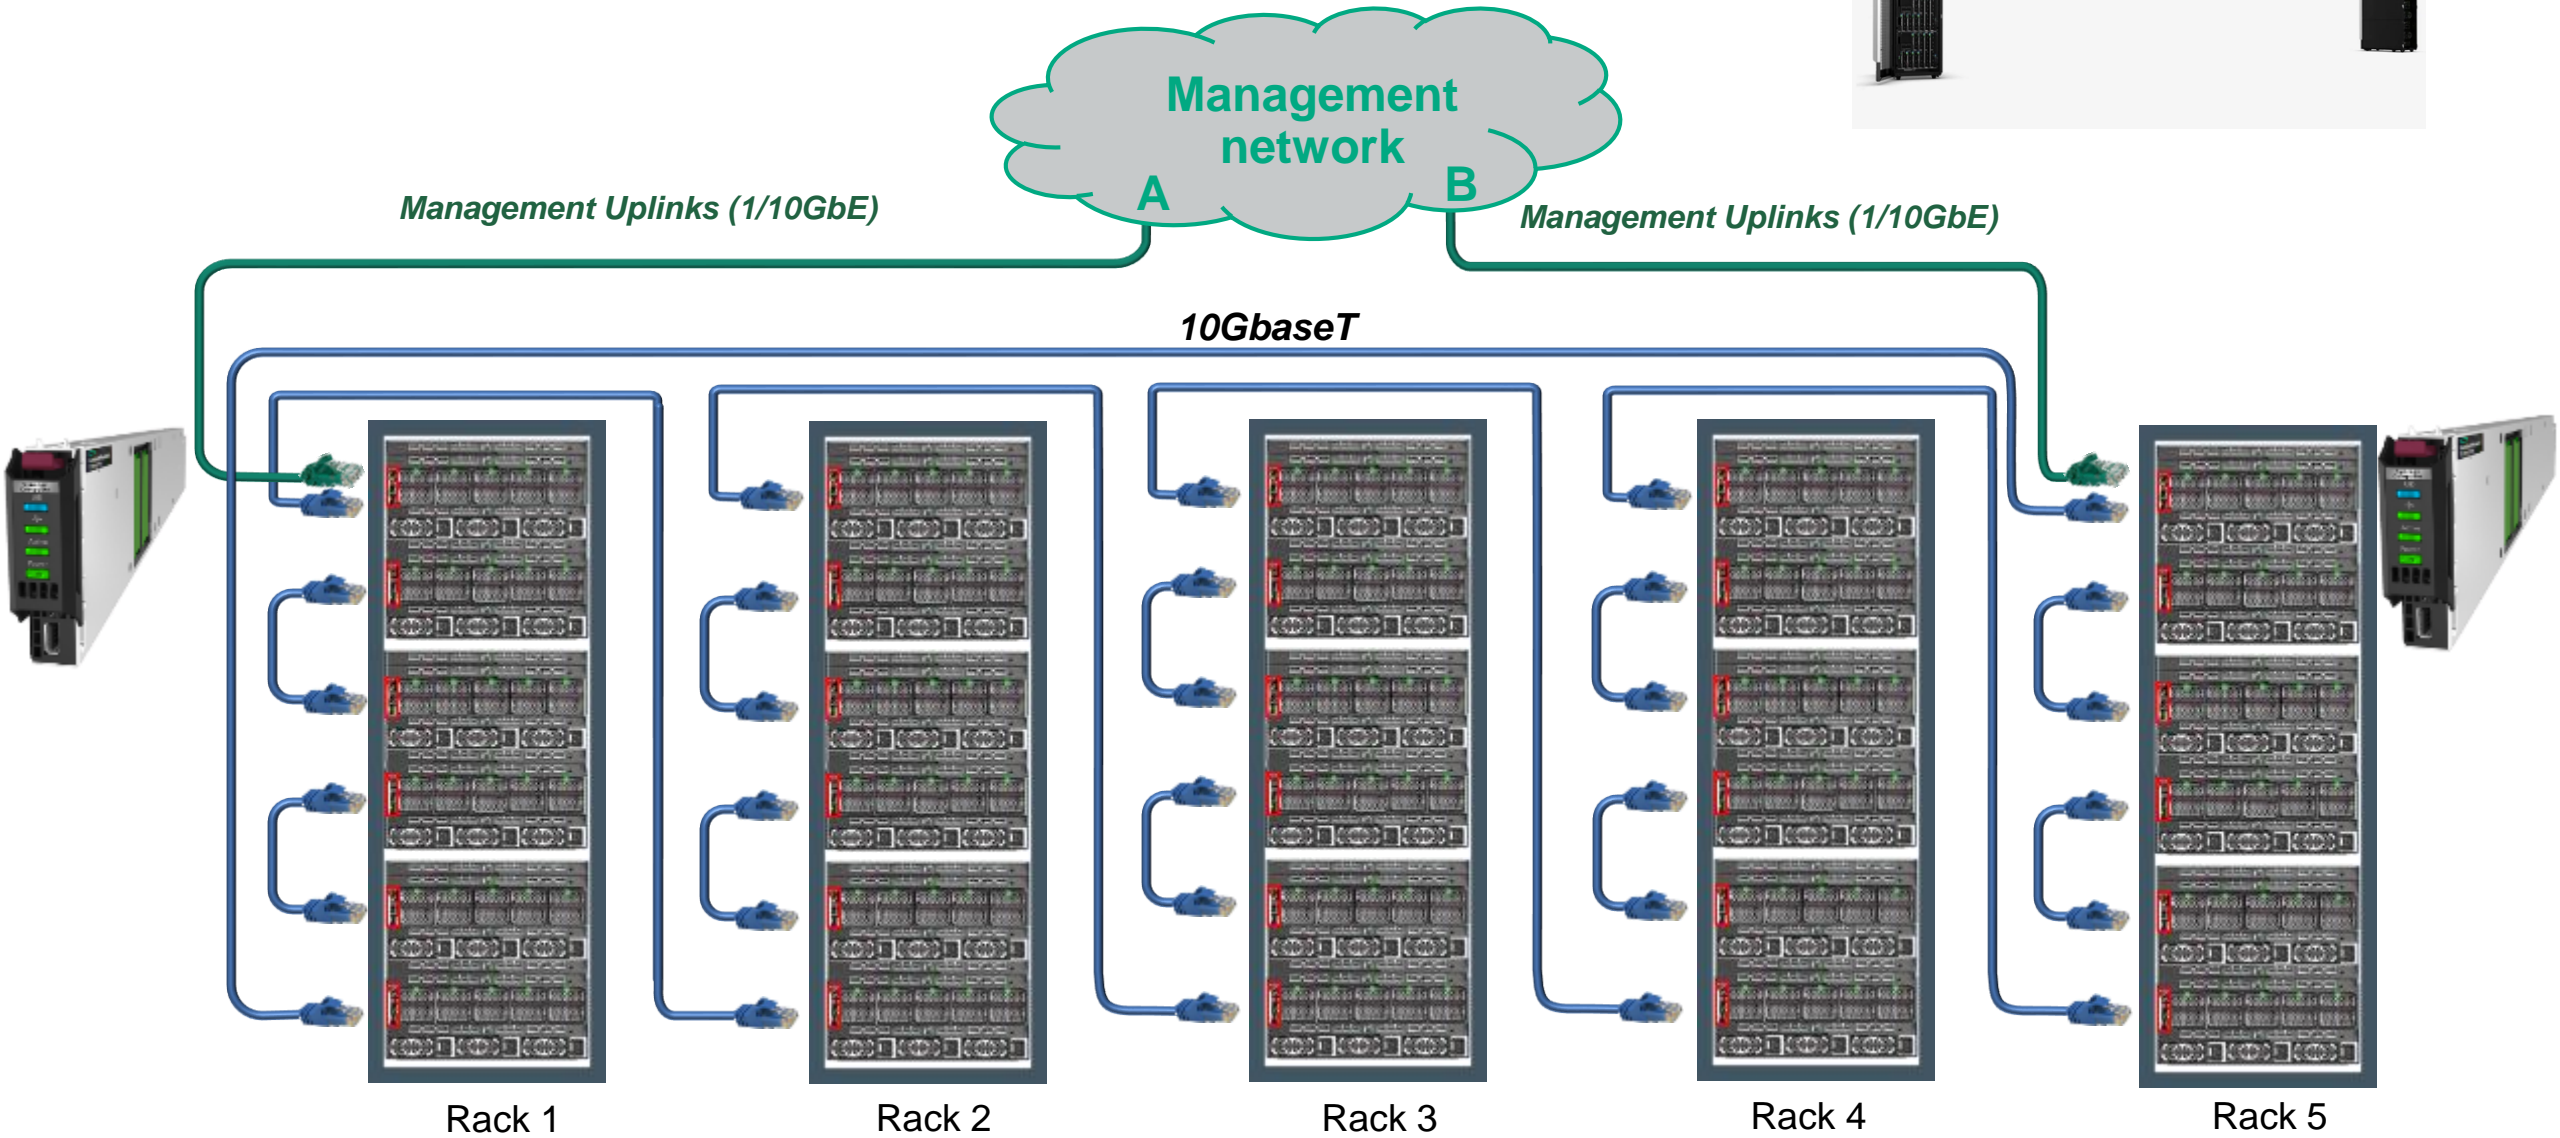 Management
network
A
B
Management Uplinks (1/10GbE)
Management Uplinks (1/10GbE)
10GbaseT
Rack 1
Rack 2
Rack 3
Rack 4
Rack 5